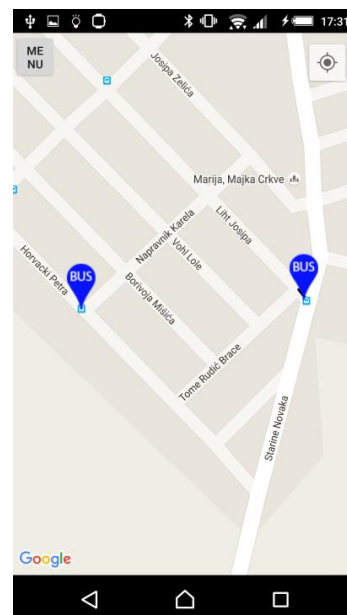 17:31
ME
NU
Josipa Zelića
Marija, Majka Crkve
Napravnik Karela
Liht Josipa
Vohl Lole
Horvacki Petra
BUS
BUS
Borivoja Mišića
Tome Rudić Brace
Starine Novaka
Google